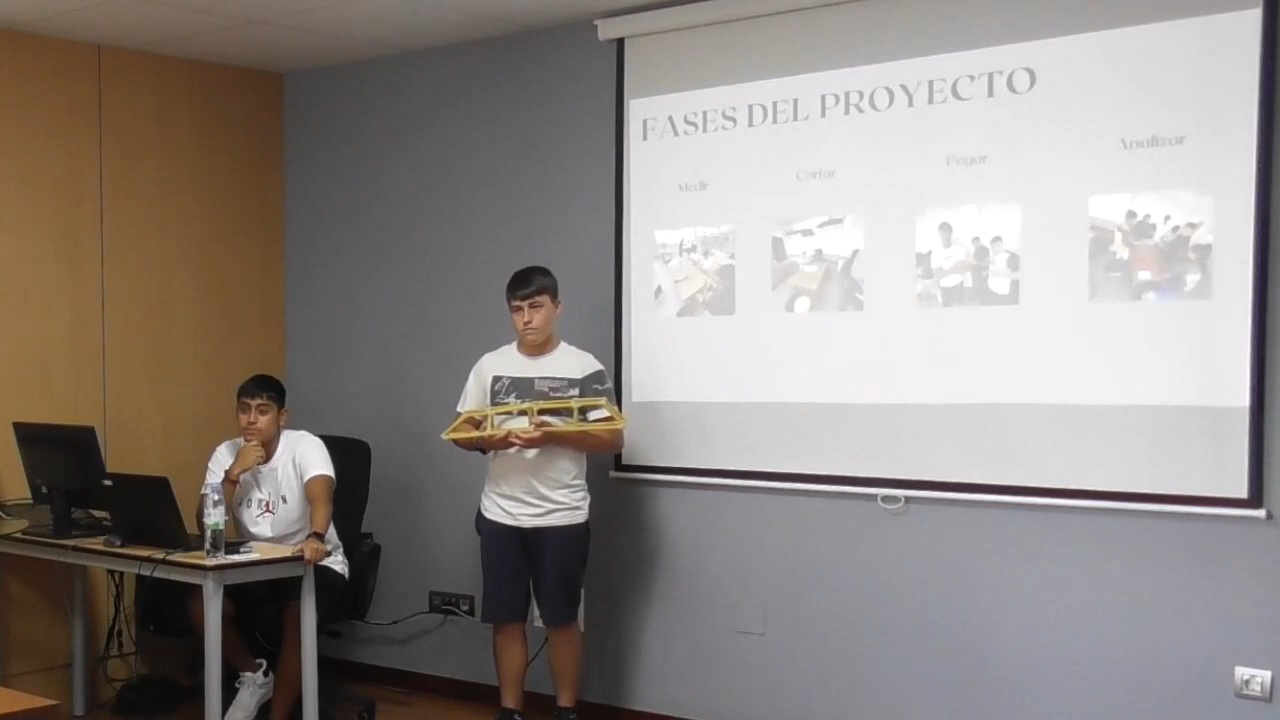 FASES DEL PROYECTO
Medir
Cortar
Pegar
Analizar